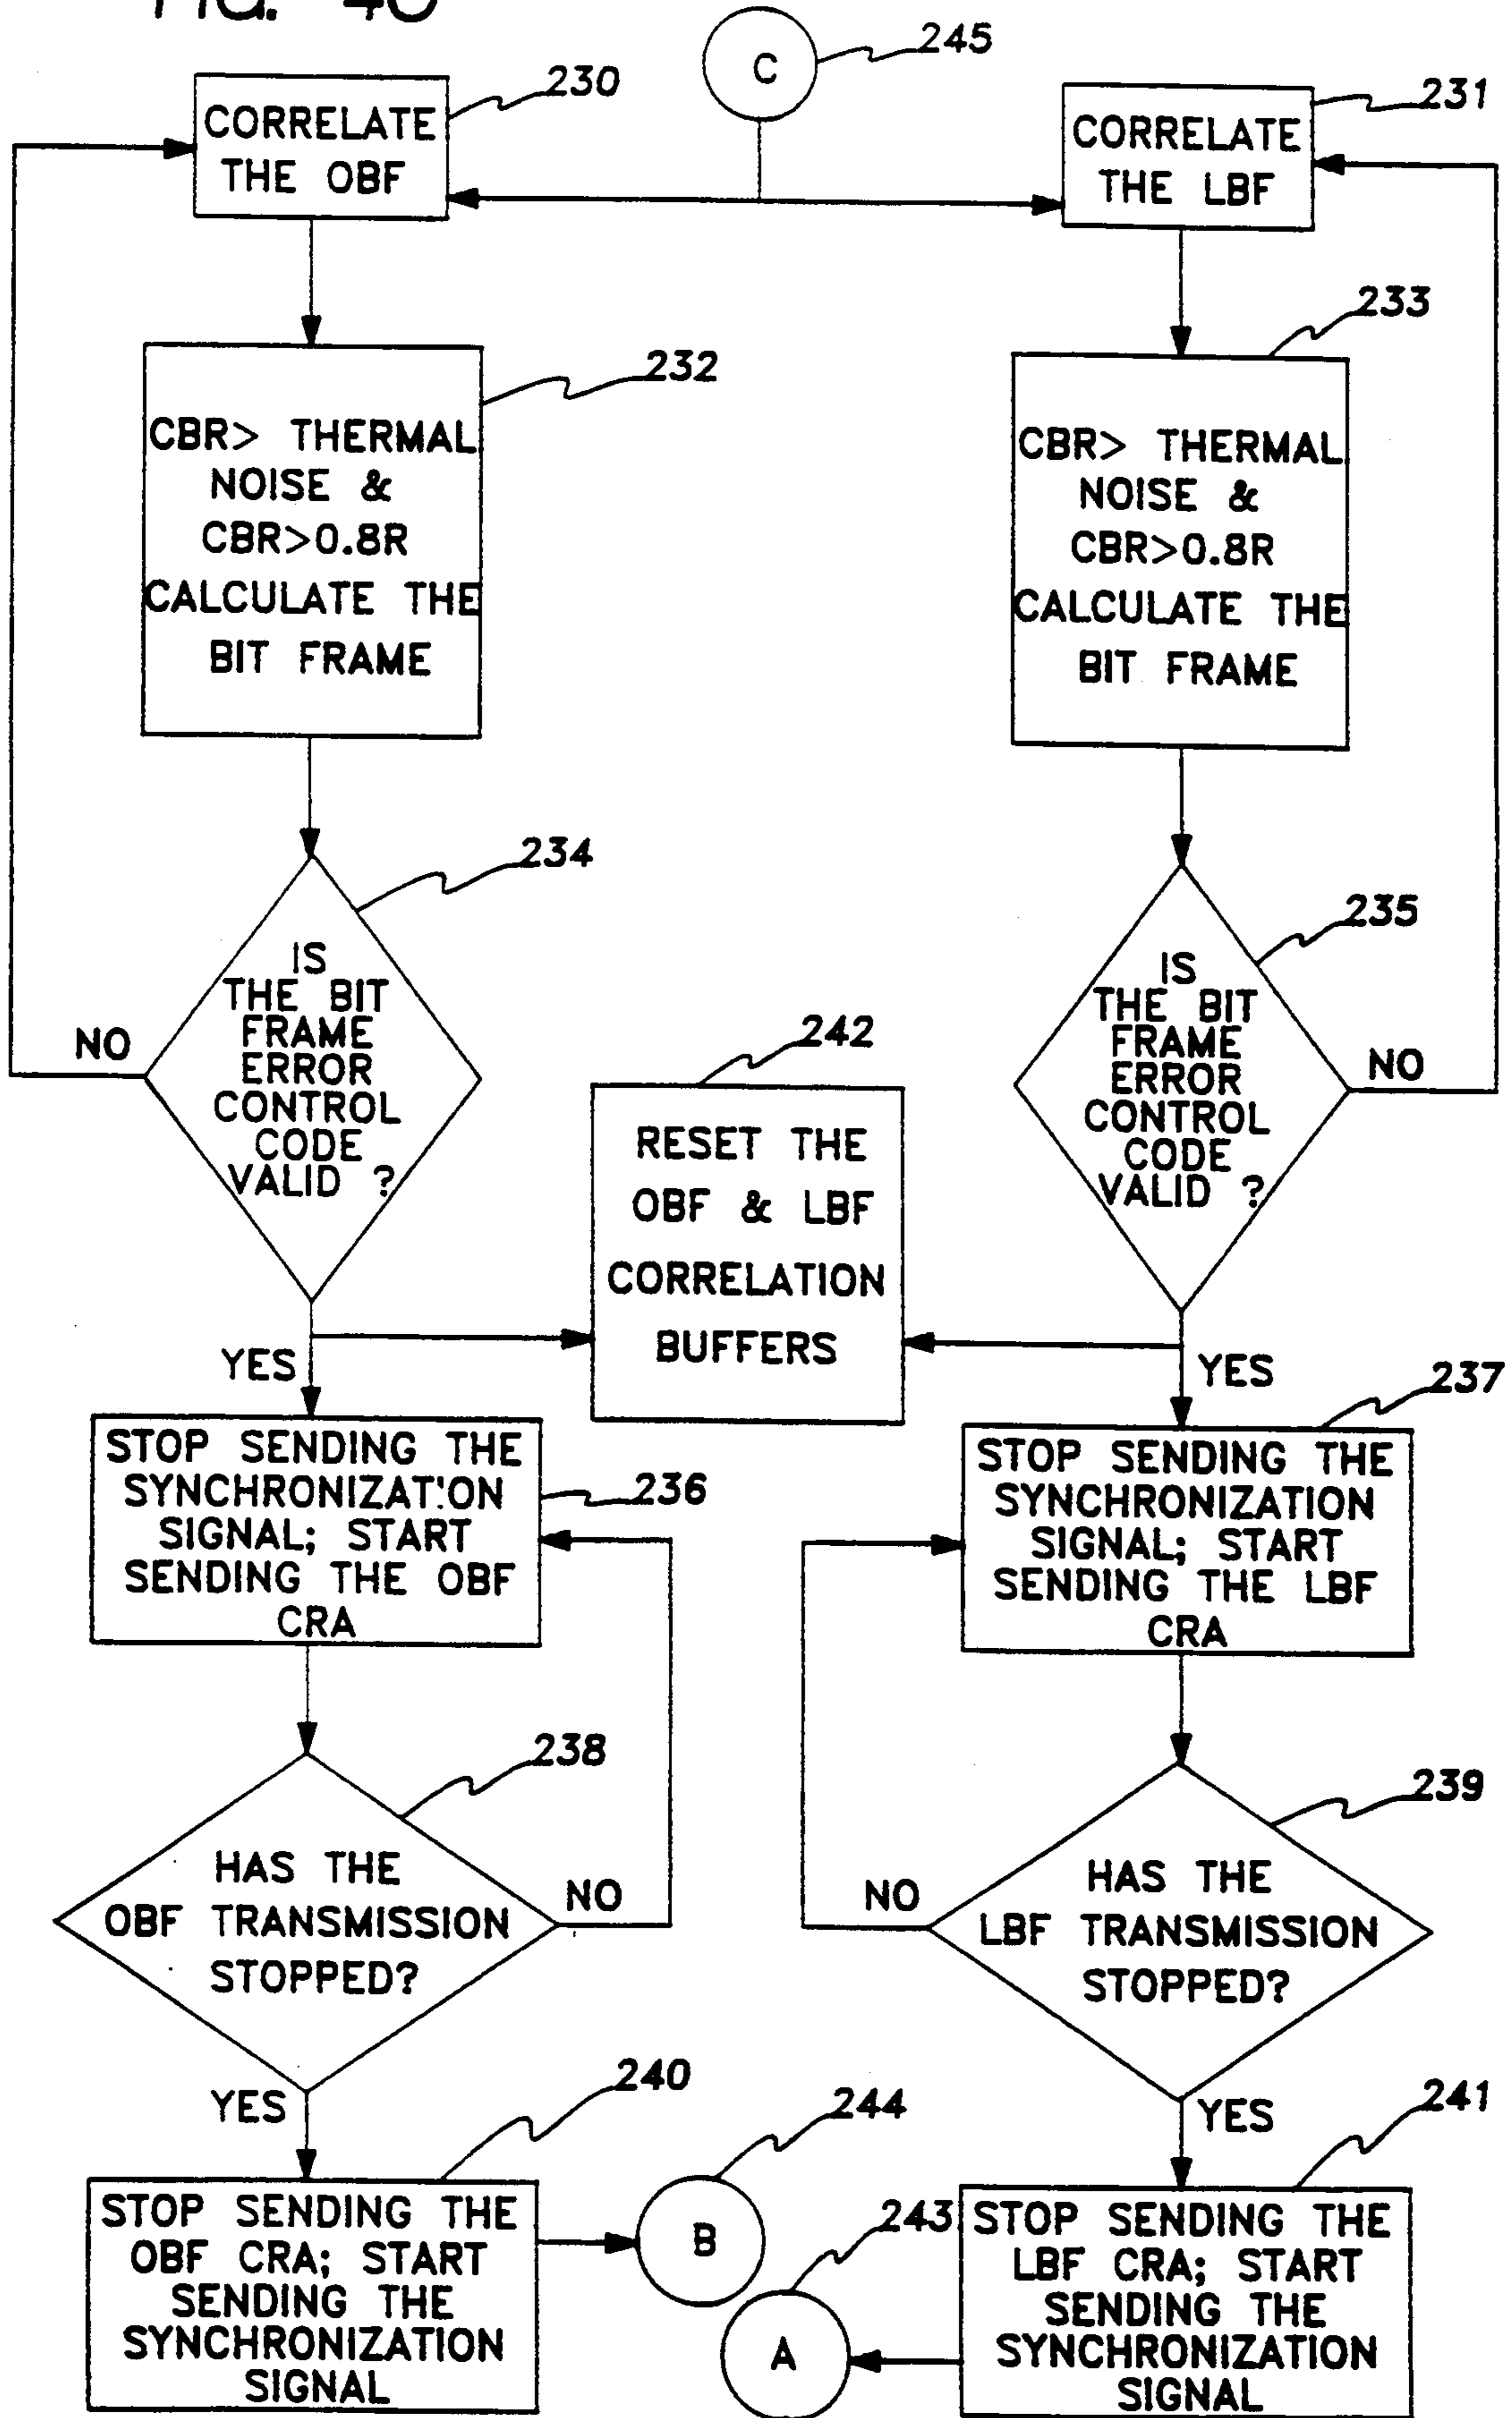 FIG. 4C
C
245
230
CORRELATE
THE OBF
231
CORRELATE
THE LBF
232
CBR> THERMAL
NOISE &
CBR>0.8R
CALCULATE THE
BIT FRAME
233
CBR> THERMAL
NOISE &
CBR>0.8R
CALCULATE THE
BIT FRAME
234
IS
THE BIT
FRAME
ERROR
CONTROL
CODE
VALID ?
NO
YES
235
IS
THE BIT
FRAME
ERROR
CONTROL
CODE
VALID ?
NO
YES
242
RESET THE
OBF & LBF
CORRELATION
BUFFERS
236
STOP SENDING THE
SYNCHRONIZATION
SIGNAL; START
SENDING THE OBF
CRA
237
STOP SENDING THE
SYNCHRONIZATION
SIGNAL; START
SENDING THE LBF
CRA
238
HAS THE
OBF TRANSMISSION
STOPPED?
NO
YES
239
HAS THE
LBF TRANSMISSION
STOPPED?
NO
YES
240
STOP SENDING THE
OBF CRA; START
SENDING THE
SYNCHRONIZATION
SIGNAL
244
B
243
A
241
STOP SENDING THE
LBF CRA; START
SENDING THE
SYNCHRONIZATION
SIGNAL